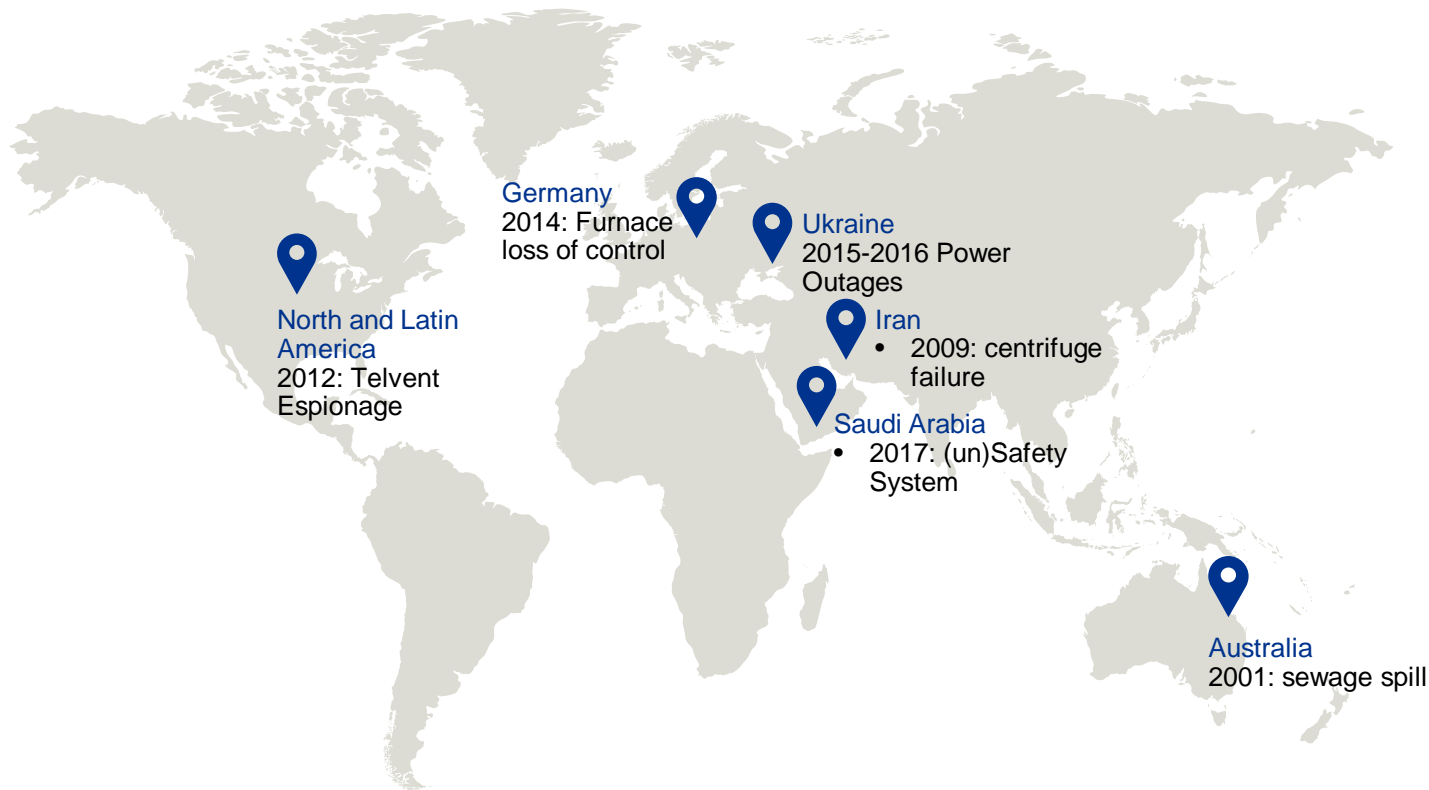 Germany
2014: Furnace
loss of control
Ukraine
2015-2016 Power
Outages
North and Latin
America
2012: Telvent
Espionage
Iran
• 2009: centrifuge
failure
Saudi Arabia
• 2017: (un)Safety
System
Australia
2001: sewage spill